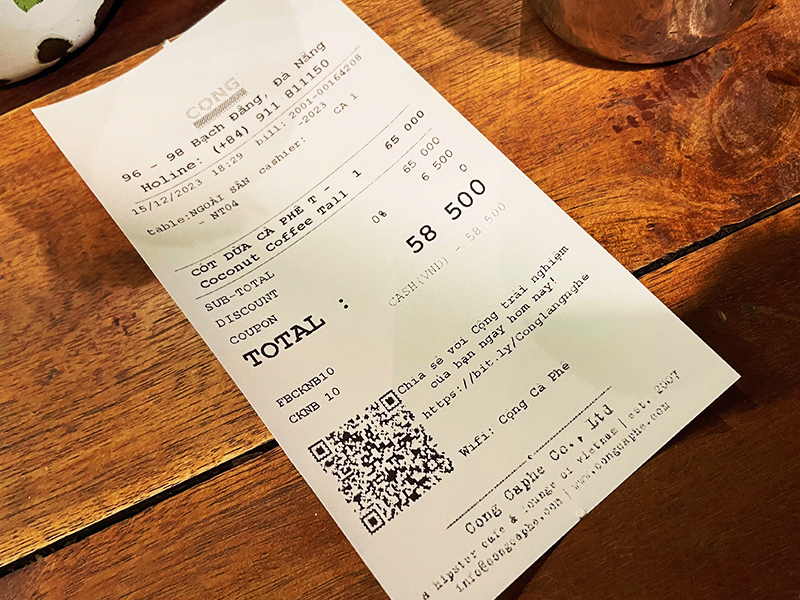 CONG
96 - 98 Bạch Đằng, Đà Nẵng
Holine: (+84) 911 811150
15/12/2023 18:29 bill: 2001-00164208
-2023
table:NGOÀI SÂN cashier: CA 1
- NT04
CỐT DỪA CÀ PHÊ T - 1 65 000
Coconut Coffee Tall
SUB-TOTAL 65 000
DISCOUNT 6 500
COUPON 0% 0
TOTAL : 58 500
CASH(VND) - 58 500
FBCKNB10
CKNB 10
Chia sẻ với Cộng trải nghiệm
của bạn ngay hôm nay!
https://bit.ly/Conglangnghe
Wifi: Cộng Cà Phê
Cong Caphe Co., Ltd
a hipster cafe & lounge of vietnam | est. 2007
info@congcaphe.com | www.congcaphe.com